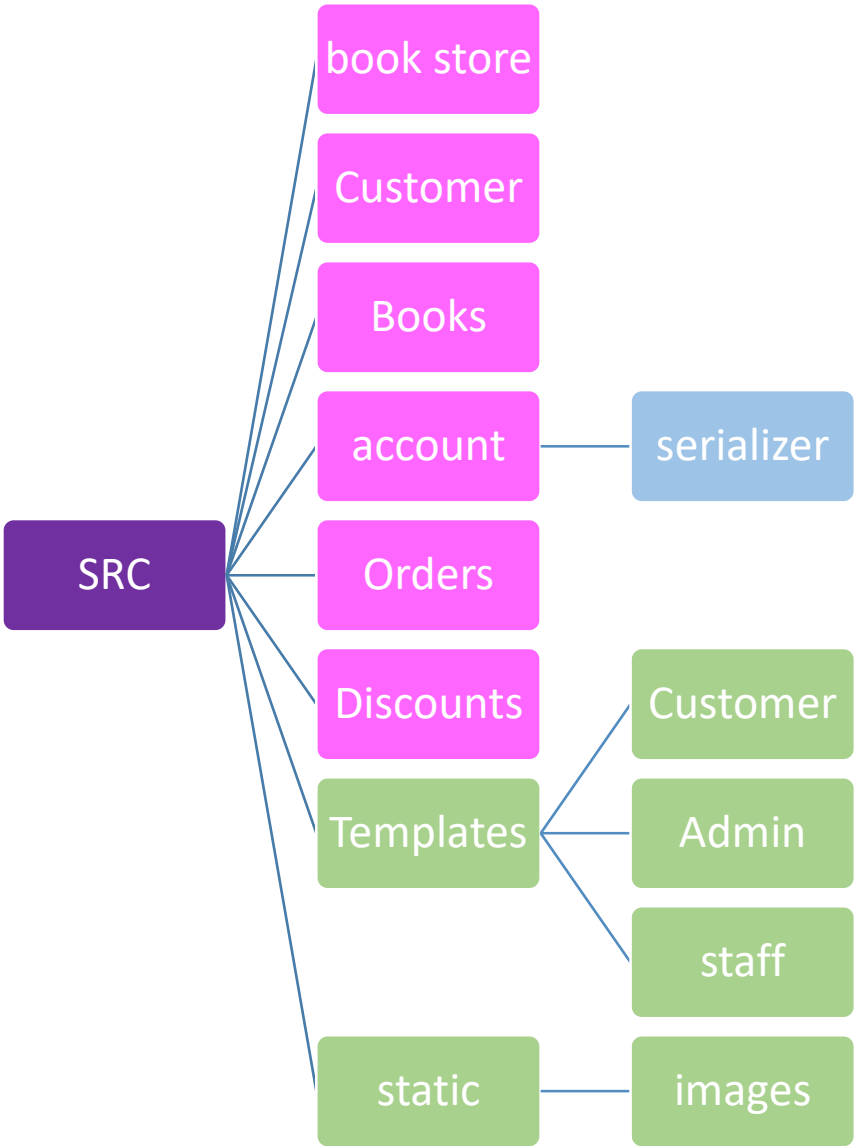 book store
Customer
Books
account
serializer
SRC
Orders
Discounts
Customer
Templates
Admin
staff
static
images